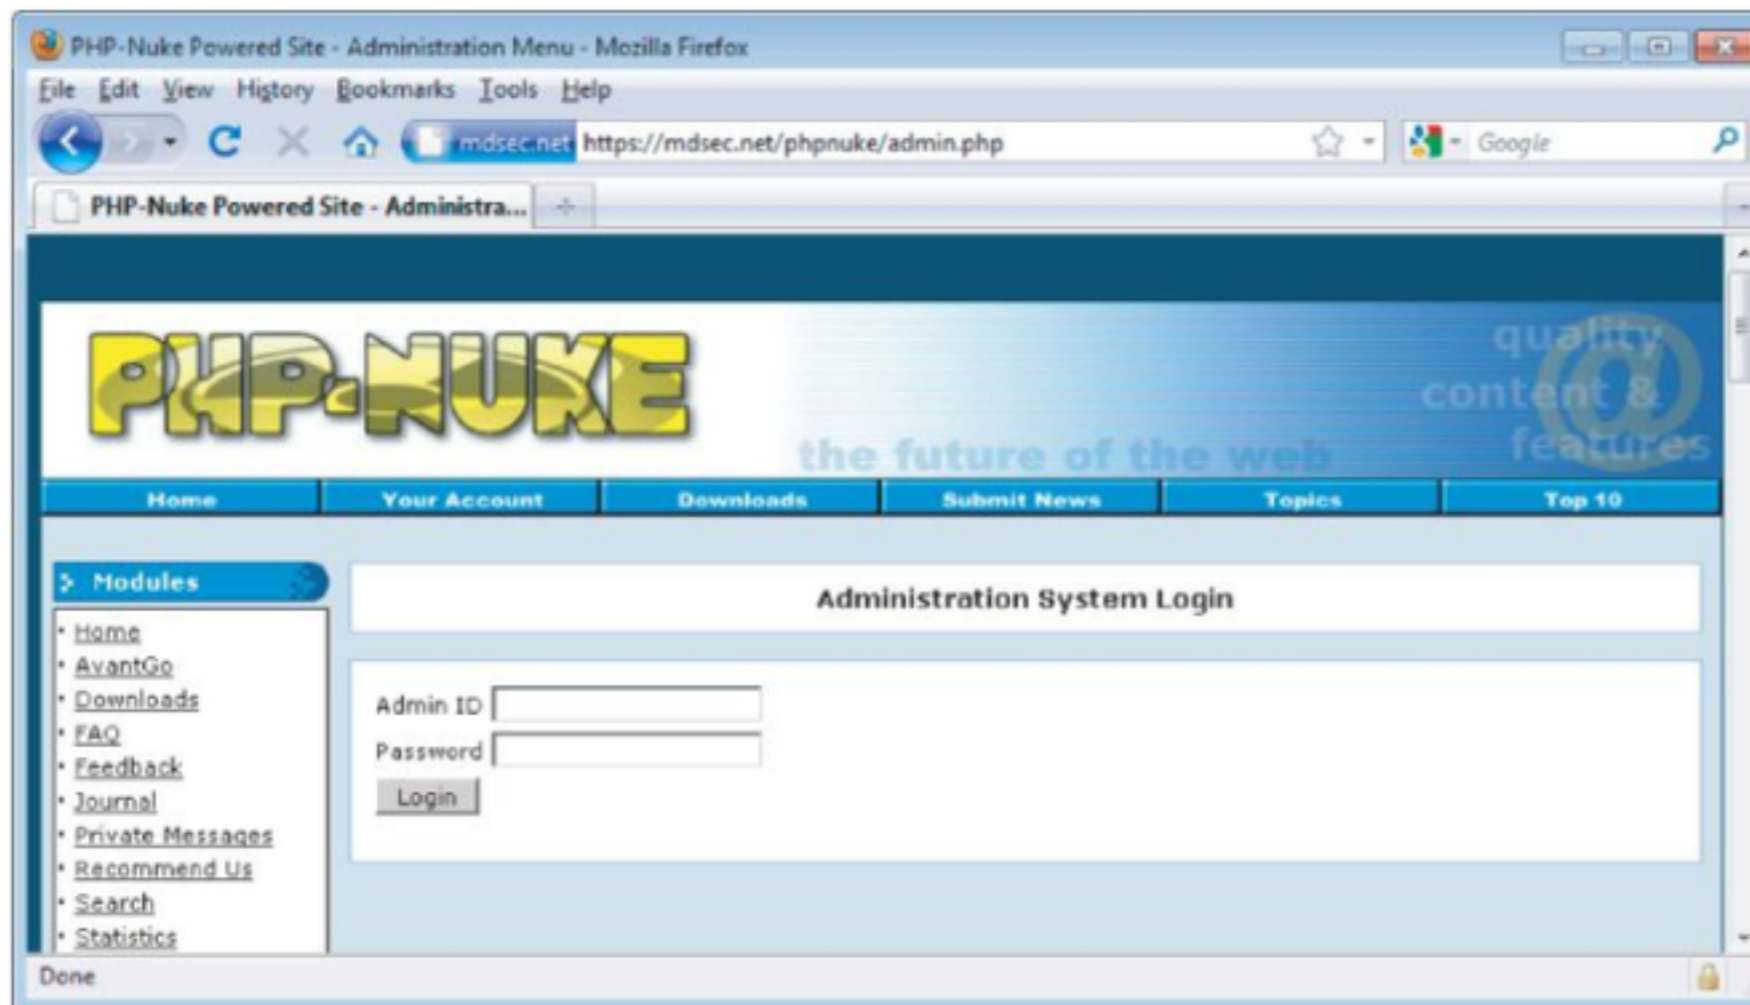 PHP-Nuke Powered Site - Administration Menu - Mozilla Firefox
File Edit View History Bookmarks Tools Help
mdsec.net https://mdsec.net/phpnuke/admin.php Google
PHP-Nuke Powered Site - Administra...
PHP-NUKE
quality
content &
features
@
the future of the web
Home Your Account Downloads Submit News Topics Top 10
Modules
Administration System Login
Home
AvantGo
Downloads
FAQ
Feedback
Journal
Private Messages
Recommend Us
Search
Statistics
Admin ID
Password
Login
Done